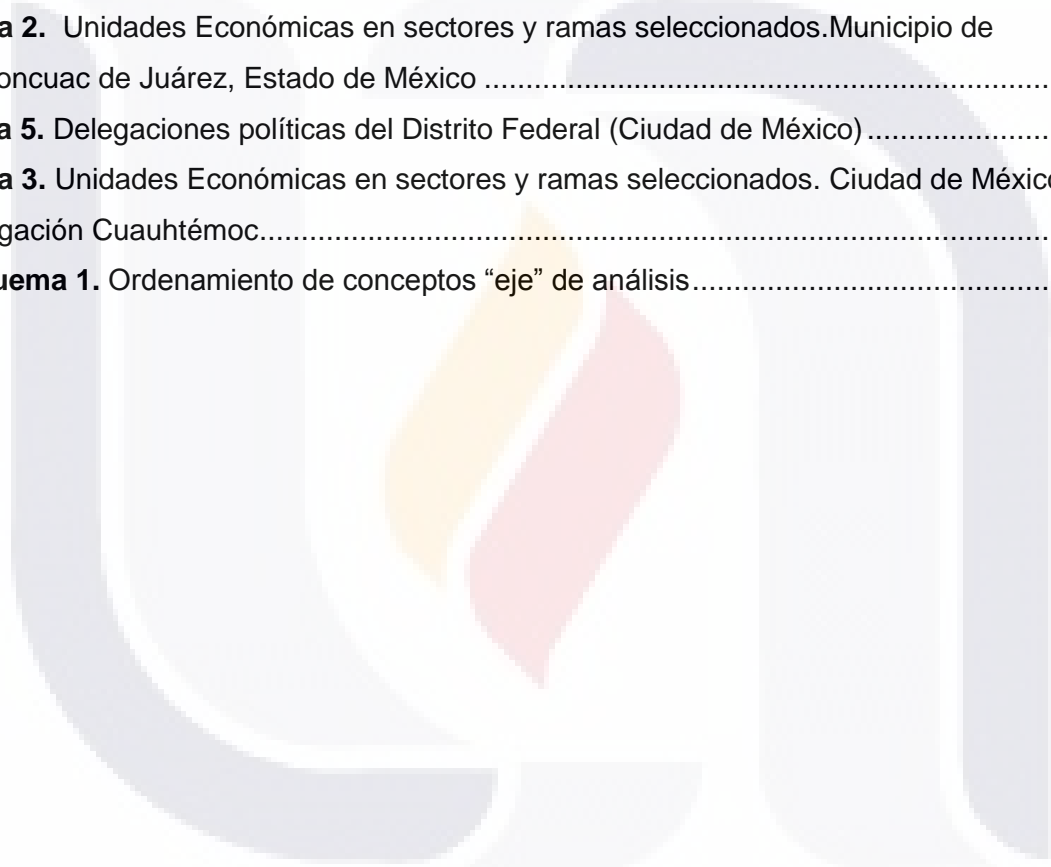 a 2. Unidades Económicas en sectores y ramas seleccionados.Municipio de
oncuac de Juárez, Estado de México ........................................................................
a 5. Delegaciones políticas del Distrito Federal (Ciudad de México) ......................
a 3. Unidades Económicas en sectores y ramas seleccionados. Ciudad de México
gación Cuauhtémoc....................................................................................................
uema 1. Ordenamiento de conceptos “eje” de análisis.............................................